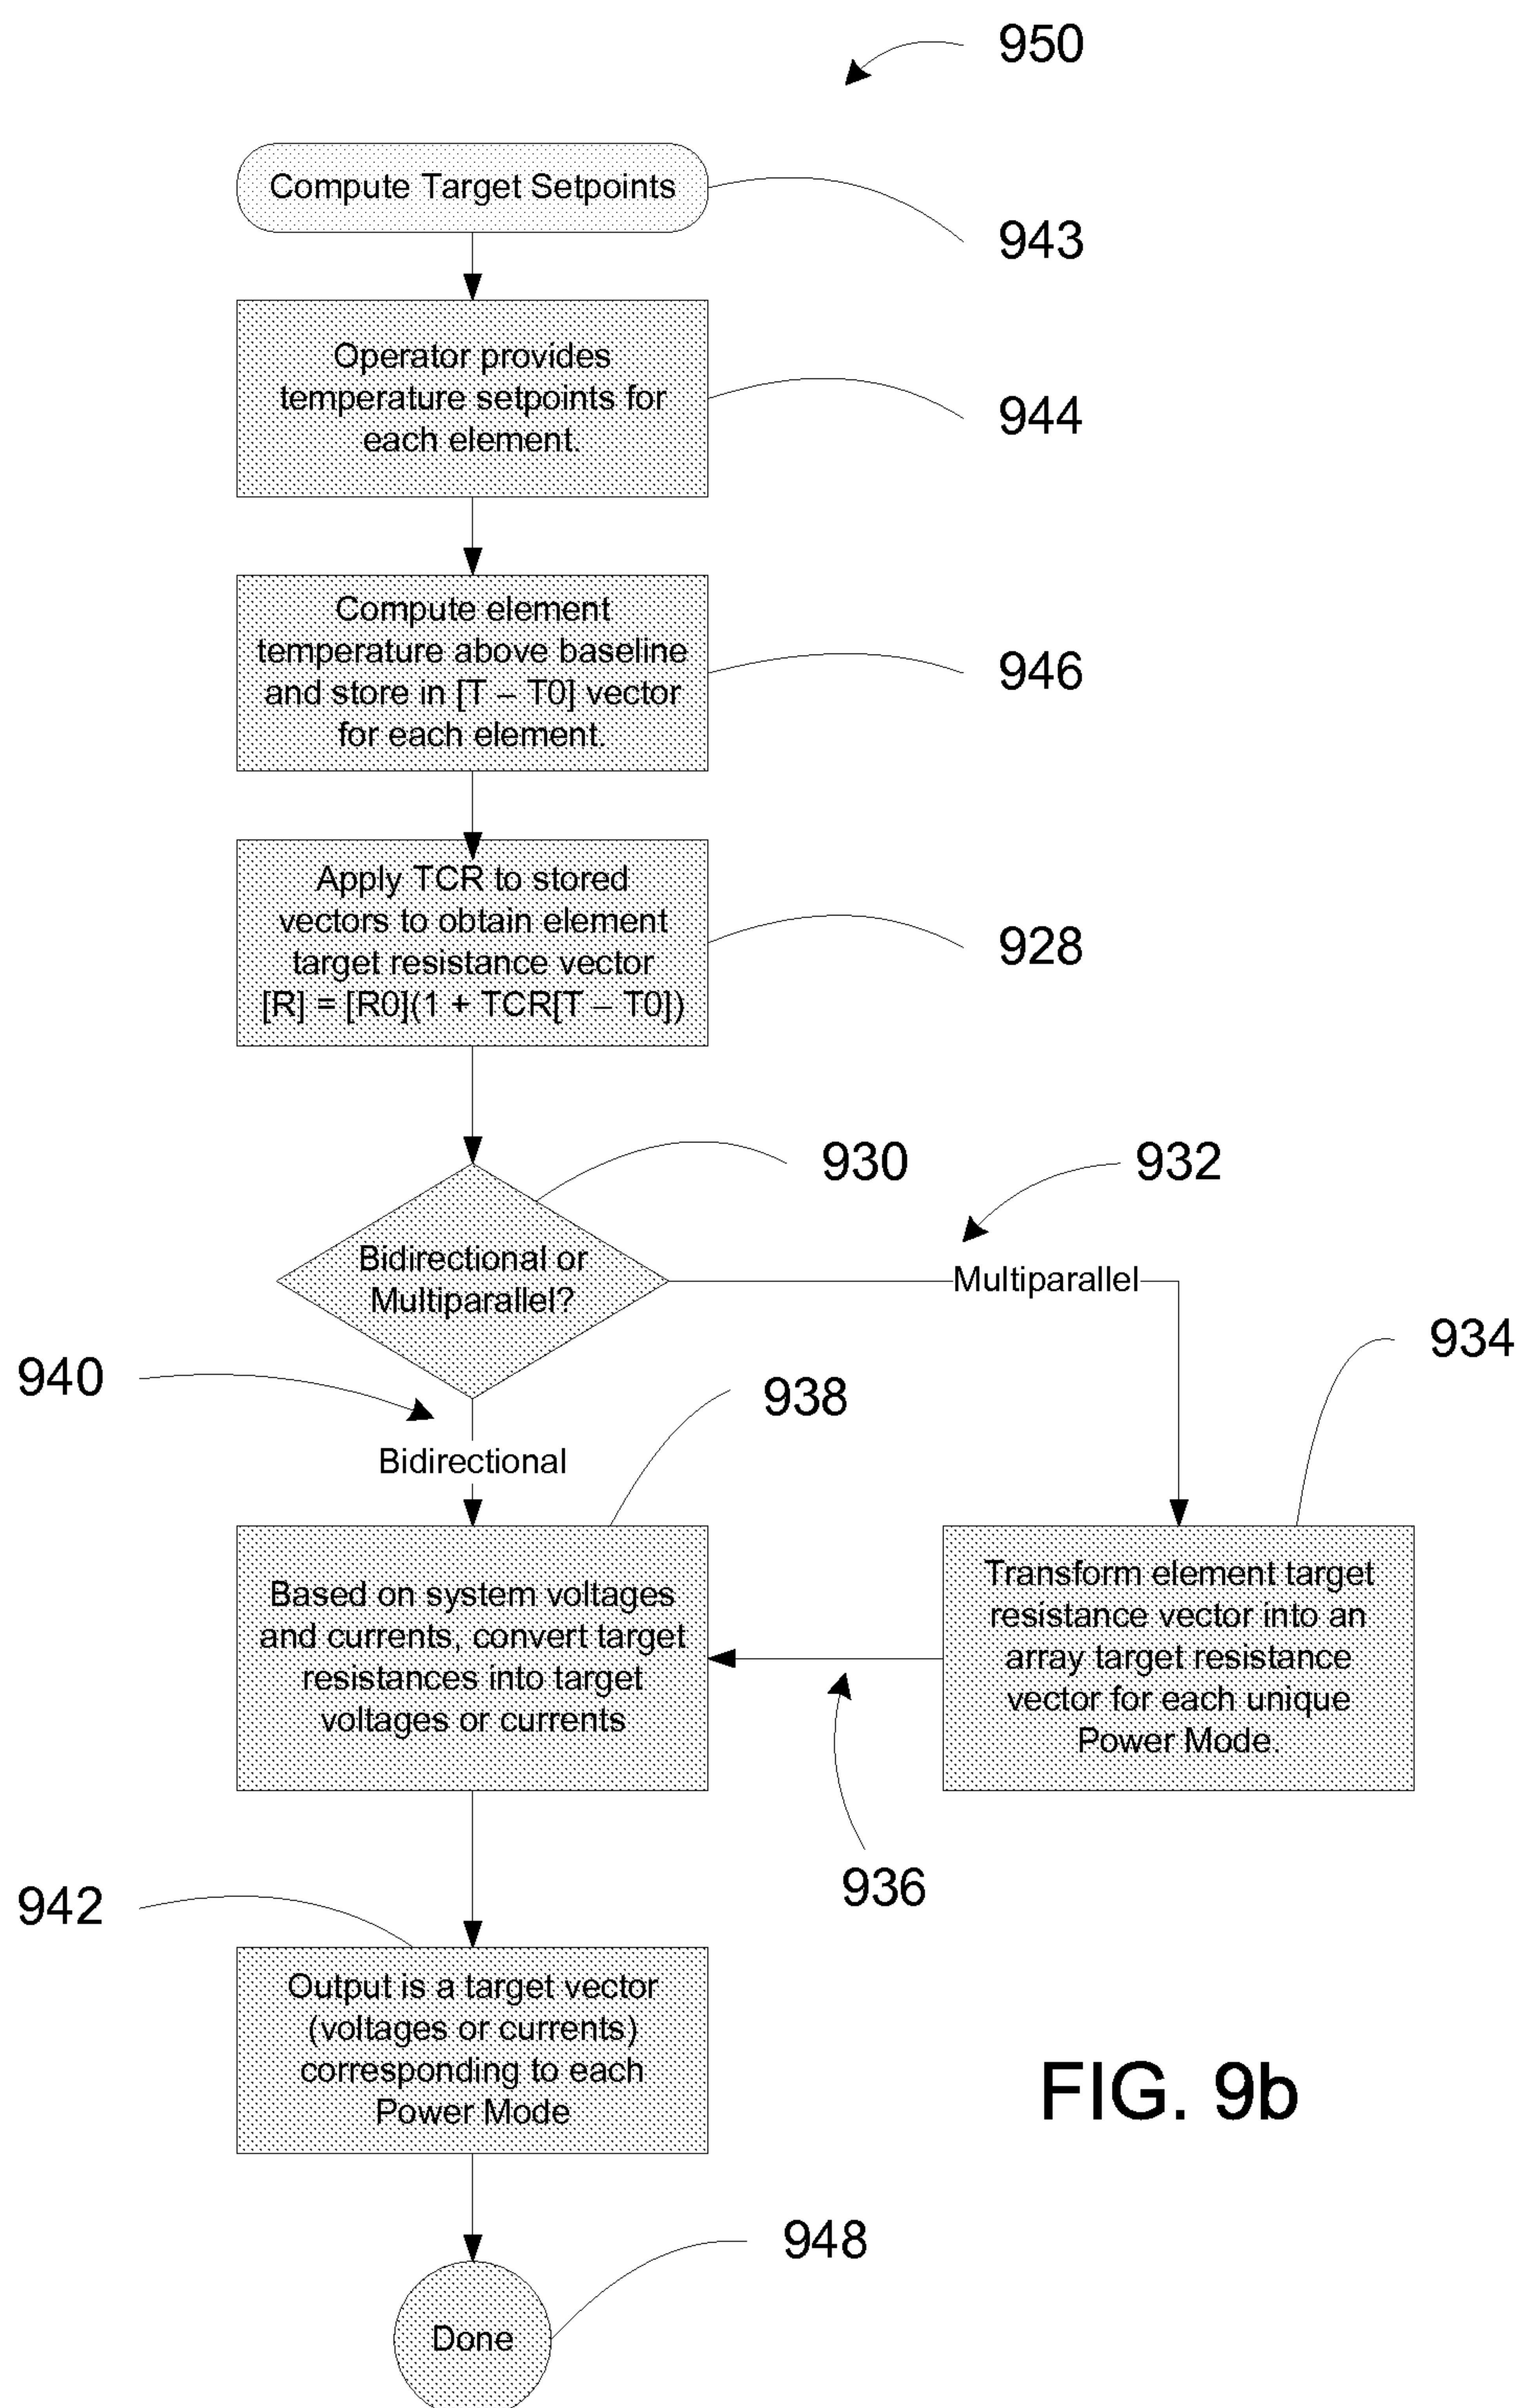 950
Compute Target Setpoints
943
Operator provides
temperature setpoints for
each element.
944
Compute element
temperature above baseline
and store in [T – T0] vector
for each element.
946
Apply TCR to stored
vectors to obtain element
target resistance vector
[R] = [R0](1 + TCR[T – T0])
928
930
932
Bidirectional or
Multiparallel?
Multiparallel
934
940
938
Bidirectional
Based on system voltages
and currents, convert target
resistances into target
voltages or currents
Transform element target
resistance vector into an
array target resistance
vector for each unique
Power Mode.
936
942
Output is a target vector
(voltages or currents)
corresponding to each
Power Mode
FIG. 9b
948
Done